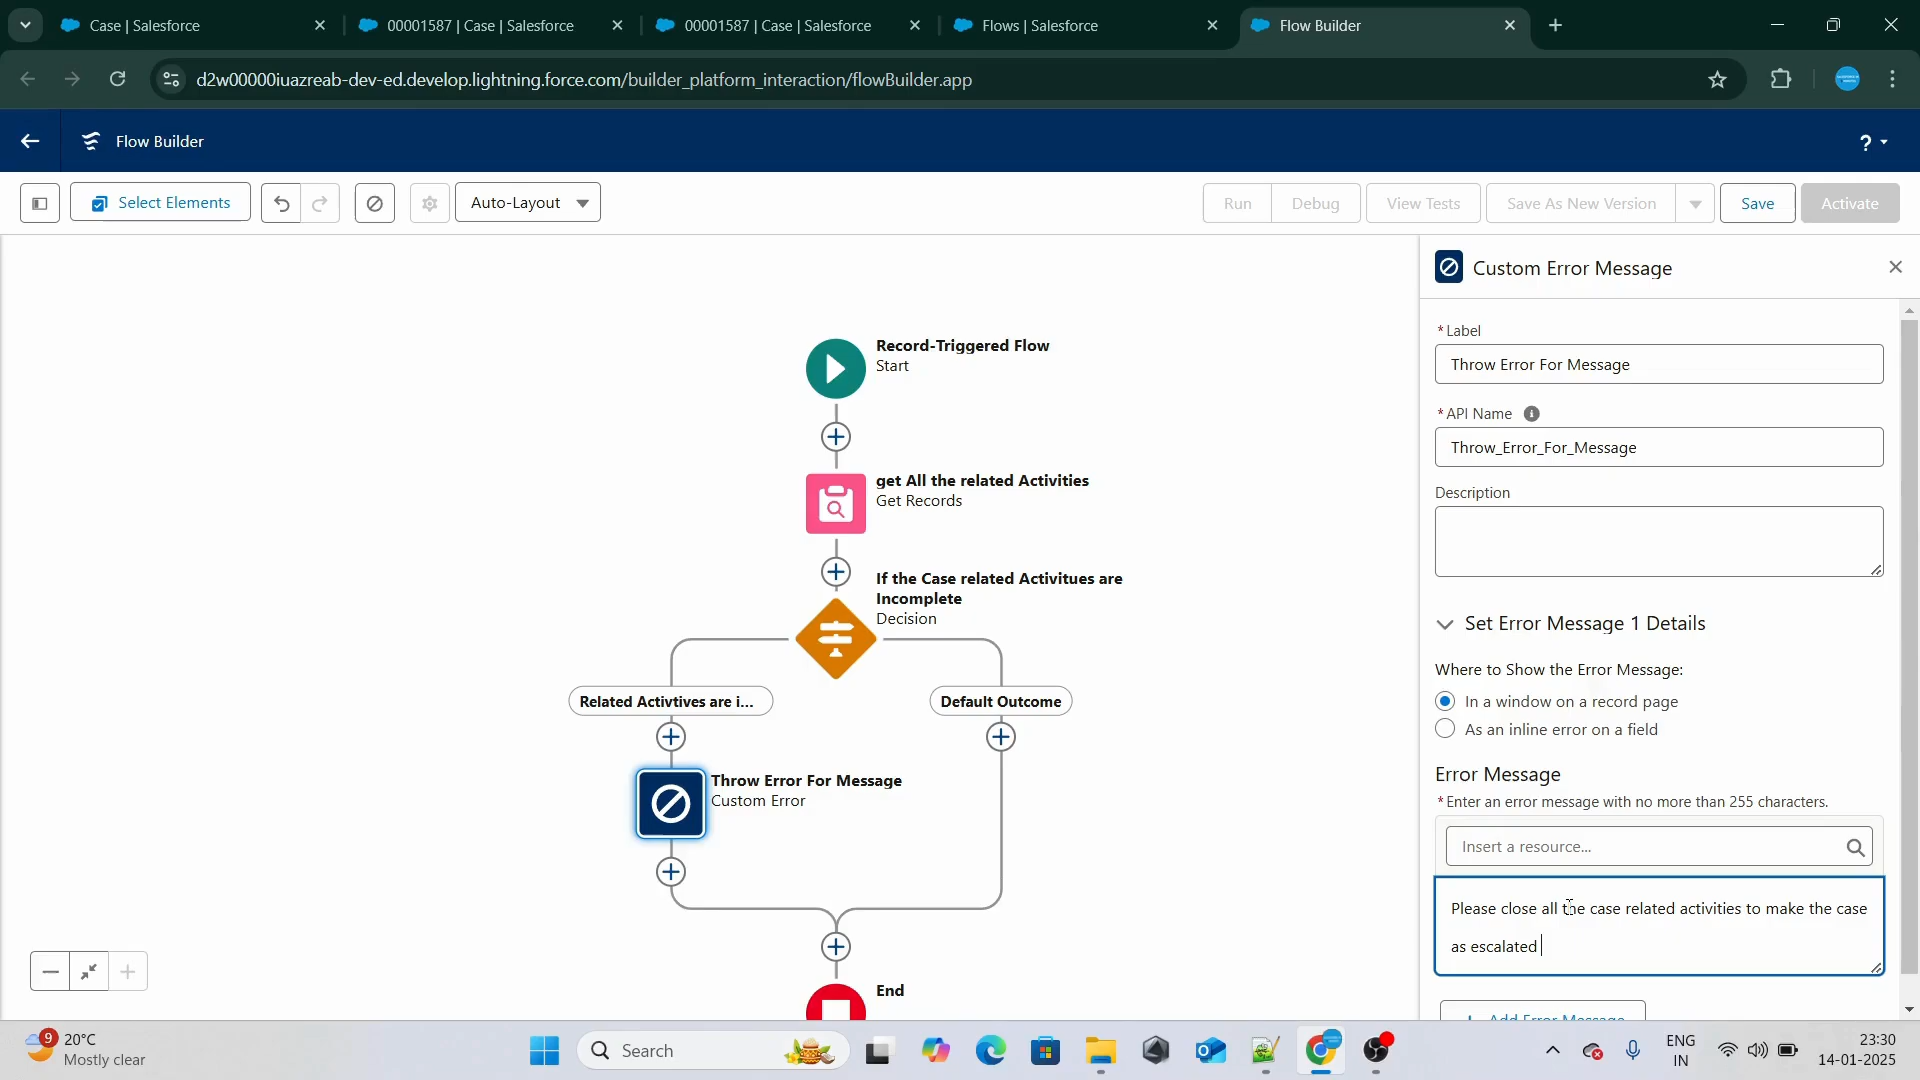 Case | Salesforce
00001587 | Case | Salesforce
00001587 | Case | Salesforce
Flows | Salesforce
Flow Builder
d2w00000iuazreab-dev-ed.develop.lightning.force.com/builder_platform_interaction/flowBuilder.app
Flow Builder
?
Select Elements
Auto-Layout
Run
Debug
View Tests
Save As New Version
Save
Activate
Custom Error Message
*Label
Throw Error For Message
*API Name
Throw_Error_For_Message
Description
Set Error Message 1 Details
Where to Show the Error Message:
In a window on a record page
As an inline error on a field
Error Message
*Enter an error message with no more than 255 characters.
Insert a resource...
Please close all the case related activities to make the case
as escalated
Add Error Message
Record-Triggered Flow
Start
get All the related Activities
Get Records
If the Case related Activitues are
Incomplete
Decision
Related Activtives are i...
Default Outcome
Throw Error For Message
Custom Error
End
9
20°C
Mostly clear
Search
ENG
IN
23:30
14-01-2025